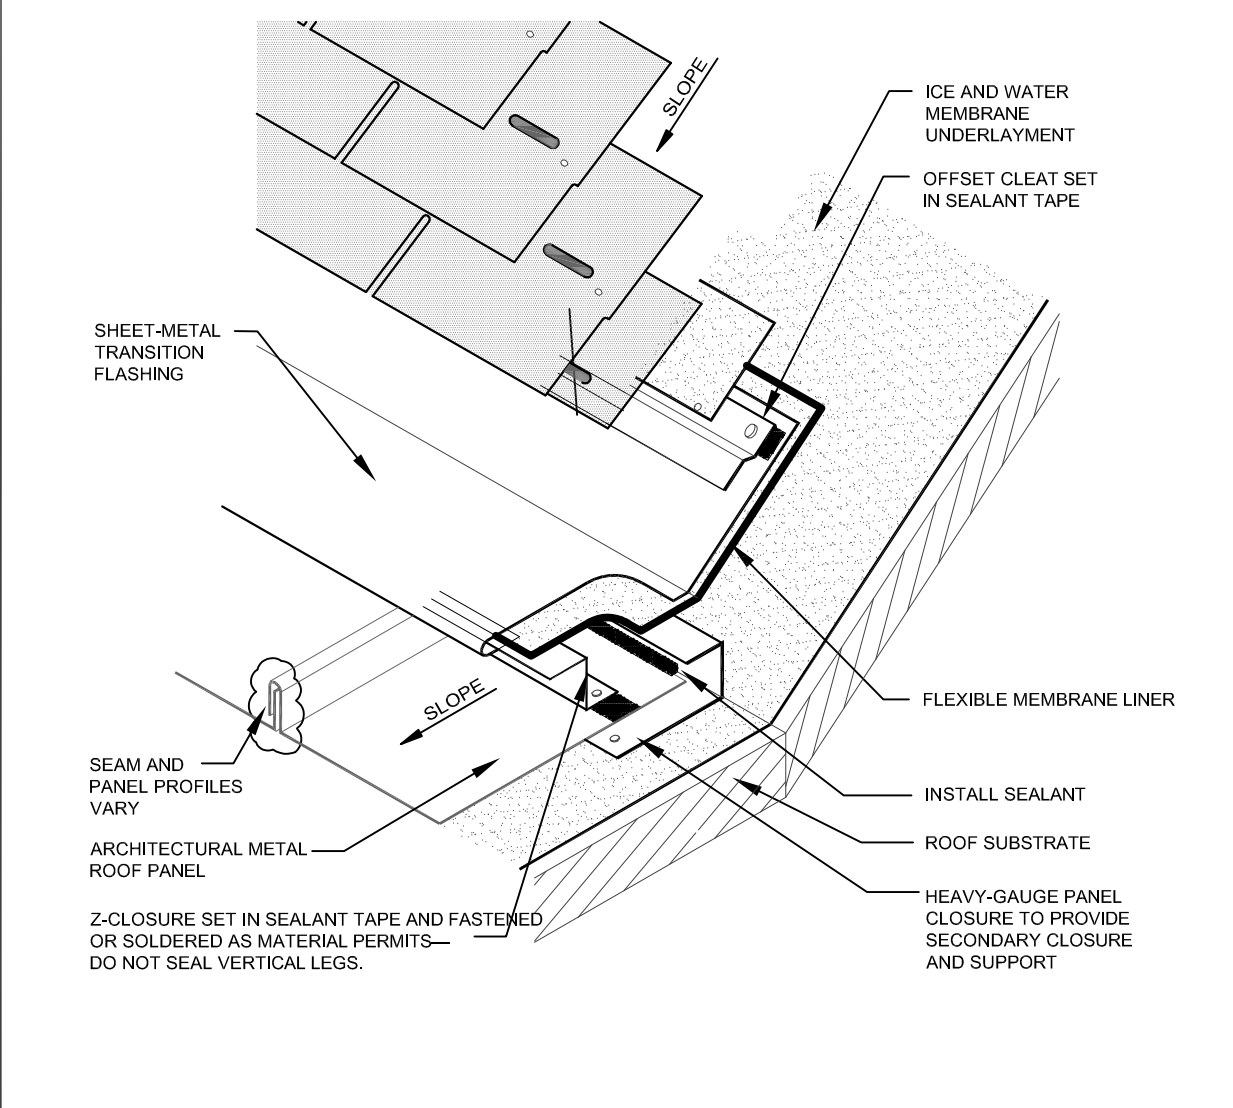 SLOPE
ICE AND WATER
MEMBRANE
UNDERLAYMENT
OFFSET CLEAT SET
IN SEALANT TAPE
SHEET-METAL
TRANSITION
FLASHING
SLOPE
FLEXIBLE MEMBRANE LINER
SEAM AND
PANEL PROFILES
VARY
INSTALL SEALANT
ARCHITECTURAL METAL
ROOF PANEL
ROOF SUBSTRATE
HEAVY-GAUGE PANEL
CLOSURE TO PROVIDE
SECONDARY CLOSURE
AND SUPPORT
Z-CLOSURE SET IN SEALANT TAPE AND FASTENED
OR SOLDERED AS MATERIAL PERMITS—
DO NOT SEAL VERTICAL LEGS.